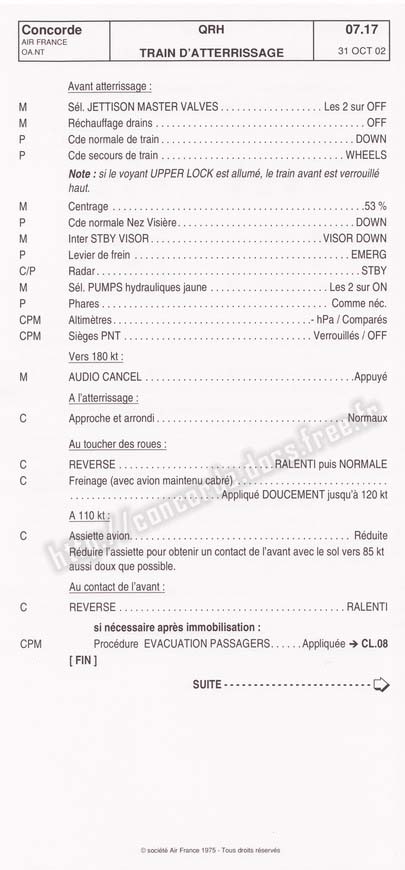 Concorde QRH 07.17
AIR FRANCE
OA.NT TRAIN D'ATTERRISSAGE 31 OCT 02
Avant atterrissage :
M Sél. JETTISON MASTER VALVES . . . . . . . . . . . . . . . . . Les 2 sur OFF
M Réchauffage drains . . . . . . . . . . . . . . . . . . . . . . . . . . . . . . . . . . . OFF
P Cde normale de train . . . . . . . . . . . . . . . . . . . . . . . . . . . . . . . . . DOWN
P Cde secours de train . . . . . . . . . . . . . . . . . . . . . . . . . . . . . . . WHEELS
Note : si le voyant UPPER LOCK est allumé, le train avant est verrouillé
haut.
M Centrage . . . . . . . . . . . . . . . . . . . . . . . . . . . . . . . . . . . . . . . . . . .53 %
P Cde normale Nez Visière. . . . . . . . . . . . . . . . . . . . . . . . . . . . . DOWN
M Inter STBY VISOR . . . . . . . . . . . . . . . . . . . . . . . . . . . . VISOR DOWN
P Levier de frein . . . . . . . . . . . . . . . . . . . . . . . . . . . . . . . . . . . . EMERG
C/P Radar. . . . . . . . . . . . . . . . . . . . . . . . . . . . . . . . . . . . . . . . . . . . STBY
M Sél. PUMPS hydrauliques jaune . . . . . . . . . . . . . . . . . . Les 2 sur ON
P Phares . . . . . . . . . . . . . . . . . . . . . . . . . . . . . . . . . . . . Comme néc.
CPM Altimètres. . . . . . . . . . . . . . . . . . . . . . . . . . . . . . . . .- hPa / Comparés
CPM Sièges PNT . . . . . . . . . . . . . . . . . . . . . . . . . . . . . Verrouillés / OFF
Vers 180 kt :
M AUDIO CANCEL . . . . . . . . . . . . . . . . . . . . . . . . . . . . . . . . . .Appuyé
A l'atterrissage :
C Approche et arrondi . . . . . . . . . . . . . . . . . . . . . . . . . . . . . . Normaux
Au toucher des roues :
C REVERSE . . . . . . . . . . . . . . . . . . . . . . . . .RALENTI puis NORMALE
C Freinage (avec avion maintenu cabré) . . . . . . . . . . . . . . . . . . . . . . .
. . . . . . . . . . . . . . . . . . . . . . Appliqué DOUCEMENT jusqu'à 120 kt
A 110 kt :
C Assiette avion. . . . . . . . . . . . . . . . . . . . . . . . . . . . . . . . . . . . Réduite
Réduire l'assiette pour obtenir un contact de l'avant avec le sol vers 85 kt
aussi doux que possible.
Au contact de l'avant :
C REVERSE . . . . . . . . . . . . . . . . . . . . . . . . . . . . . . . . . . . . . RALENTI
si nécessaire après immobilisation :
CPM Procédure EVACUATION PASSAGERS. . . . . . Appliquée ➔ CL.08
[ FIN ]
SUITE - - - - - - - - - - - - - - - - - - - - - - - - -
http://concorde.docs.free.fr
© société Air France 1975 - Tous droits réservés